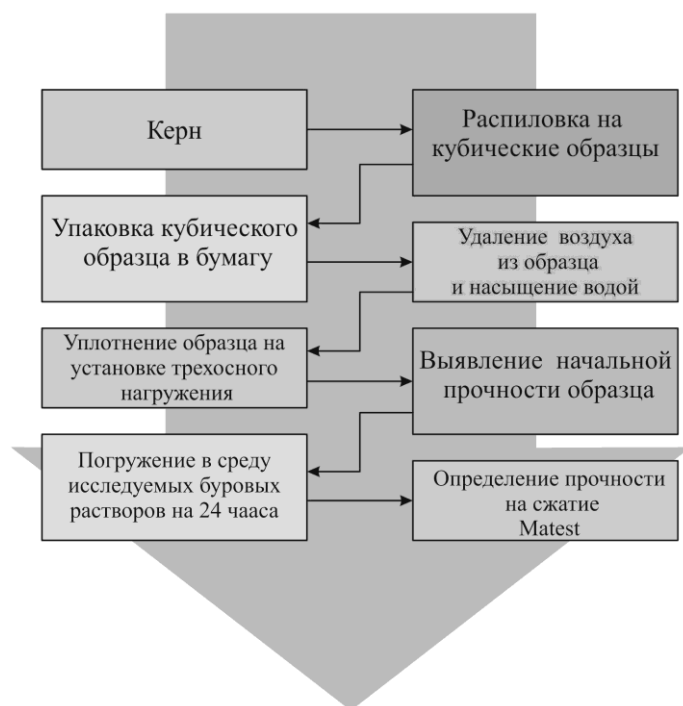 Керн
Распиловка на
кубические образцы
Упаковка кубического
образца в бумагу
Удаление воздуха
из образца
и насыщение водой
Уплотнение образца на
установке трехосного
нагружения
Выявление начальной
прочности образца
Погружение в среду
исследуемых буровых
растворов на 24 чааса
Определение прочности
на сжатие
Matest